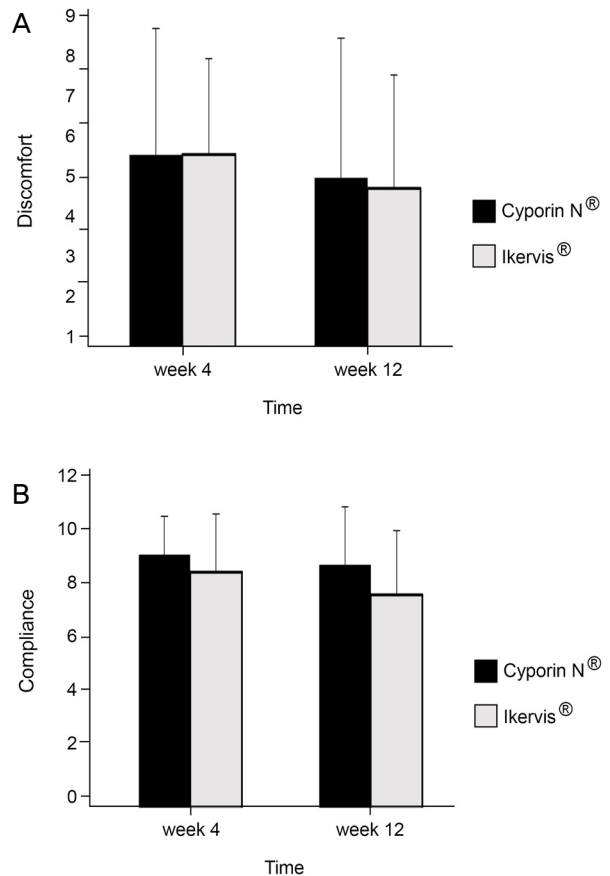 A
9
8
7
6
5
4
3
2
1
Discomfort
week 4
week 12
Time
Cyporin N®
Ikervis®
B
12
10
8
6
4
2
0
Compliance
week 4
week 12
Time
Cyporin N®
Ikervis®